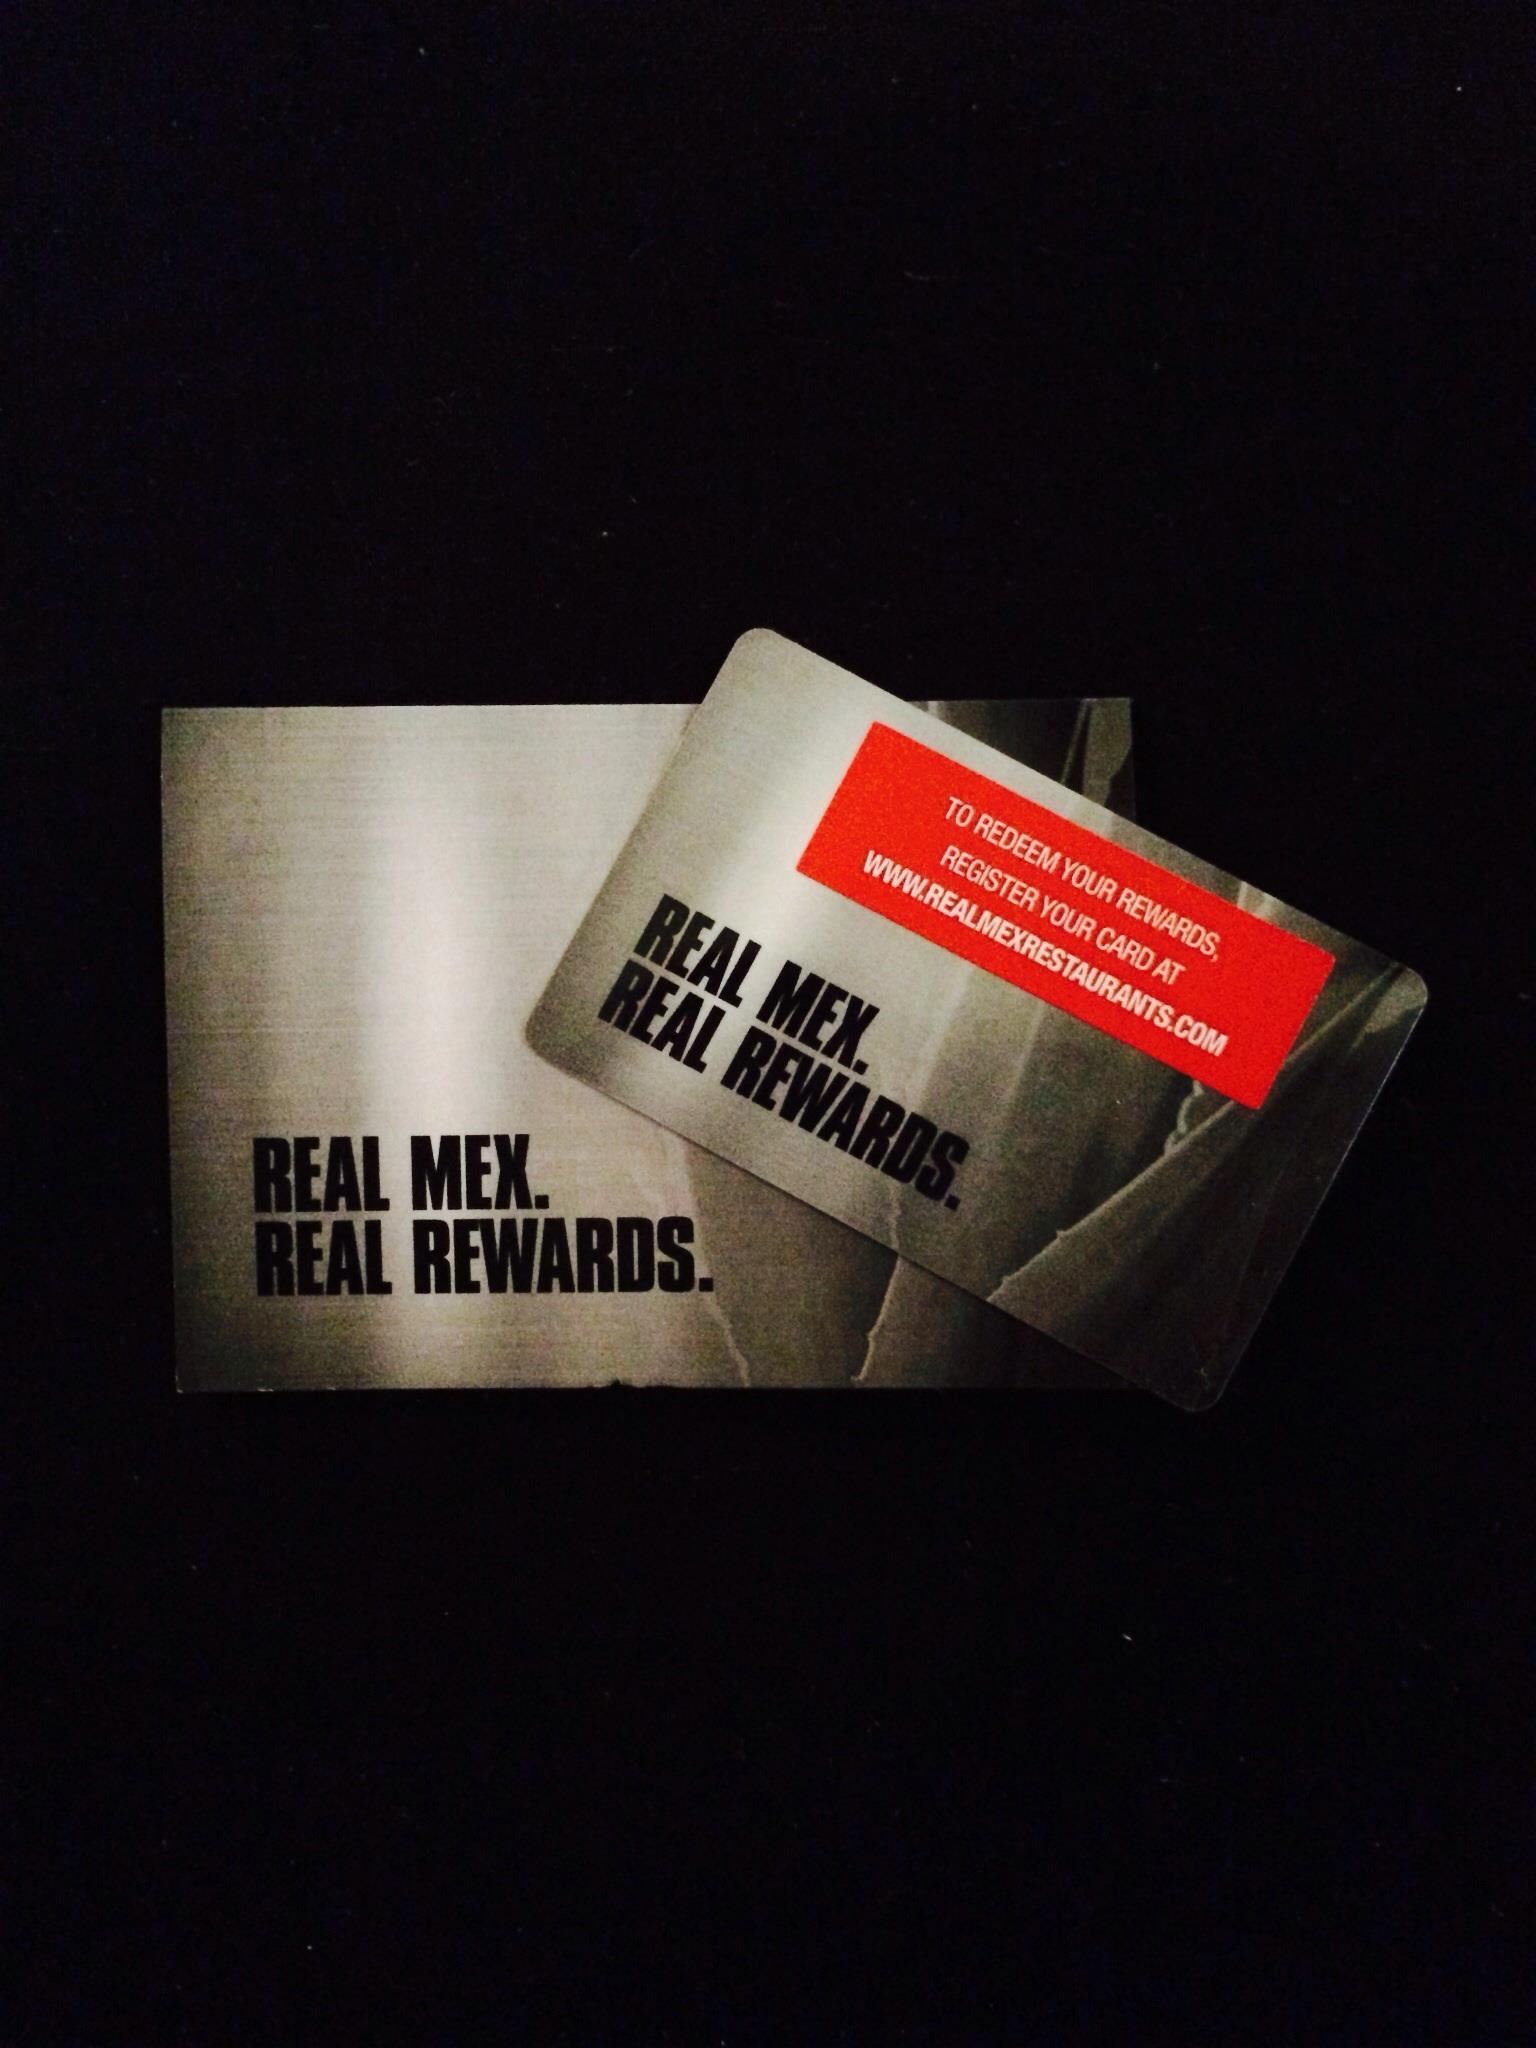 TO REDEEM YOUR REWARDS,
REGISTER YOUR CARD AT
WWW.REALMEXRESTAURANTS.COM
REAL MEX.
REAL REWARDS.
REAL MEX.
REAL REWARDS.